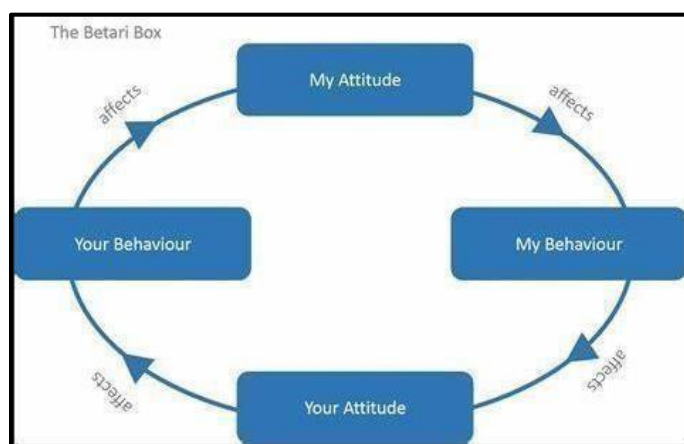 The Betari Box
My Attitude
affects
affects
Your Behaviour
My Behaviour
affects
affects
Your Attitude